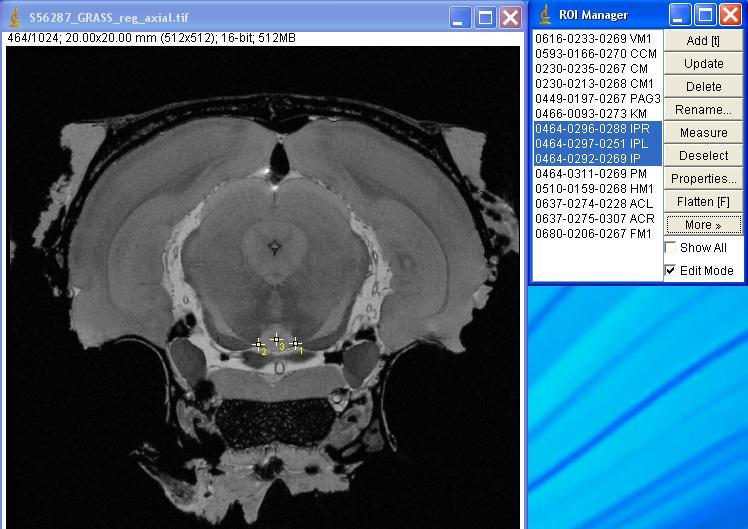 S56287_GRASS_reg_axial.tif
464/1024; 20.00x20.00 mm (512x512); 16-bit; 512MB
2
3
1
ROI Manager
0616-0233-0269 VM1
0593-0166-0270 CCM
0230-0235-0267 CM
0230-0213-0268 CM1
0449-0197-0267 PAG3
0466-0093-0273 KM
0464-0296-0288 IPR
0464-0297-0251 IPL
0464-0292-0269 IP
0464-0311-0269 PM
0510-0159-0268 HM1
0637-0274-0228 ACL
0637-0275-0307 ACR
0680-0206-0267 FM1
Add [t]
Update
Delete
Rename...
Measure
Deselect
Properties...
Flatten [F]
More »
Show All
Edit Mode